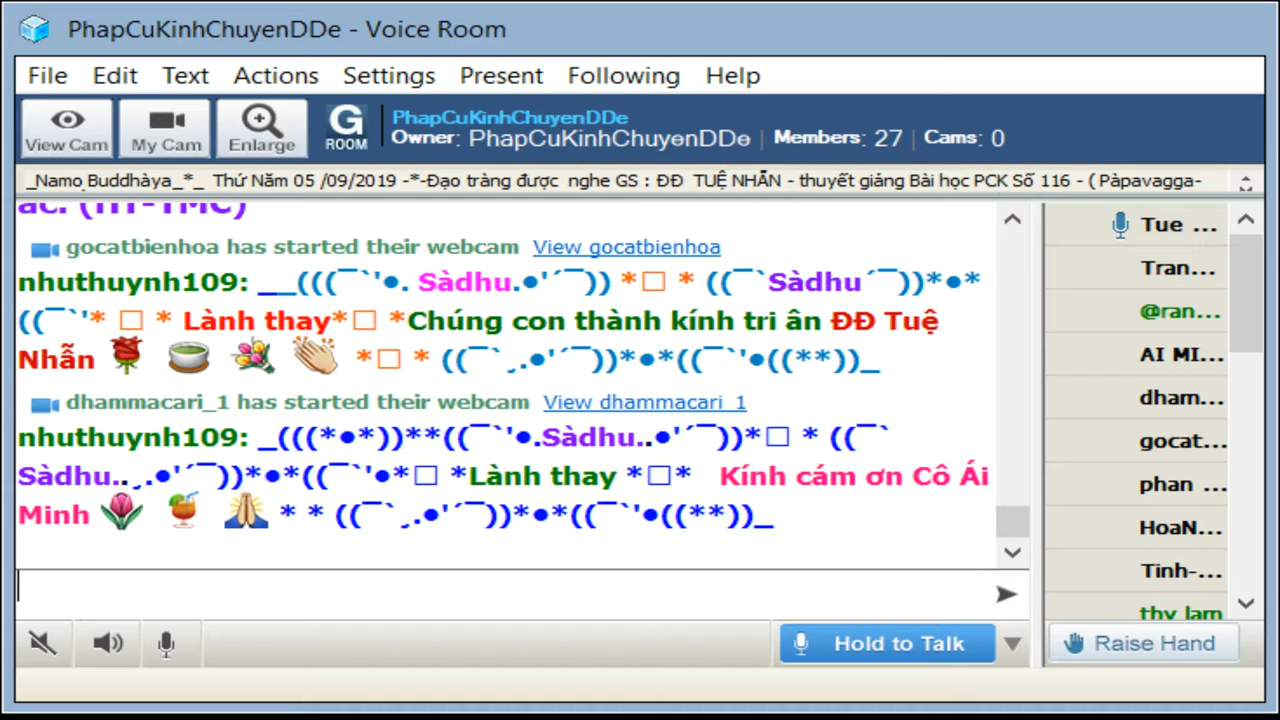 PhapCuKinhChuyenDDe - Voice Room
File Edit Text Actions Settings Present Following Help
View Cam My Cam Enlarge G ROOM PhapCuKinhChuyenDDe
Owner: PhapCuKinhChuyenDDe | Members: 27 | Cams: 0
_Namo Buddhàya_*_ Thứ Năm 05 /09/2019 -*-Đạo tràng được nghe GS : ĐĐ TUỆ NHẪN - thuyết giảng Bài học PCK Số 116 - ( Pàpavagga-
ác. (HT-TMC)
gocatbienhoa has started their webcam View gocatbienhoa
nhuthuynh109: __(((¯`'●. Sàdhu.●'´¯)) *□ * ((¯`Sàdhu´¯))*●*
((¯`'* □ * Lành thay*□ *Chúng con thành kính tri ân ĐĐ Tuệ
Nhẫn *□ * ((¯`¸.●'´¯))*●*((¯`'●((**))_
dhammacari_1 has started their webcam View dhammacari_1
nhuthuynh109: _(((*●*))**((¯`'●.Sàdhu..●'´¯))*□ * ((¯`
Sàdhu..¸.●'´¯))*●*((¯`'●*□ *Lành thay *□* Kính cám ơn Cô Ái
Minh * * ((¯`¸.●'´¯))*●*((¯`'●((**))_
Tue ...
Tran...
@ran...
AI MI...
dham...
gocat...
phan ...
HoaN...
Tinh-...
thy lam
Hold to Talk
Raise Hand